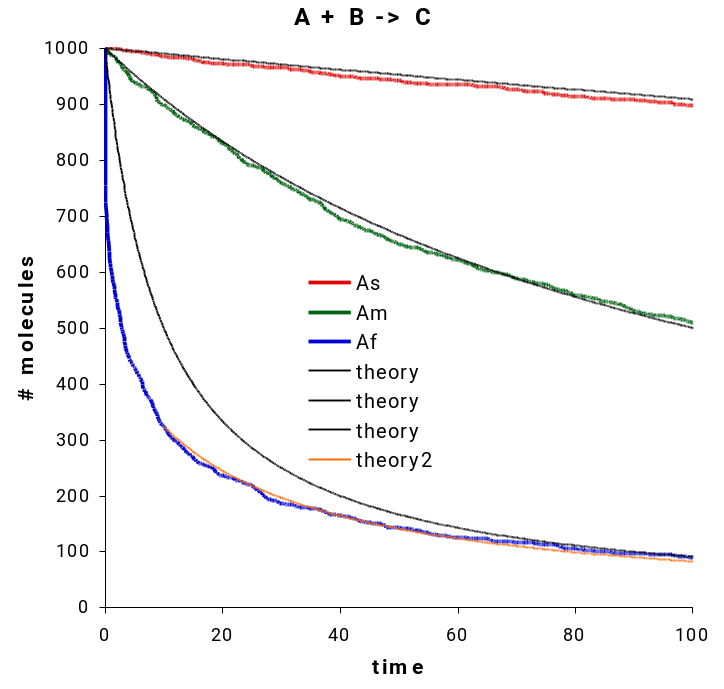 A + B -> C
1000
900
800
700
600
500
400
300
200
100
0
# molecules
As
Am
Af
theory
theory
theory
theory2
0 20 40 60 80 100
time